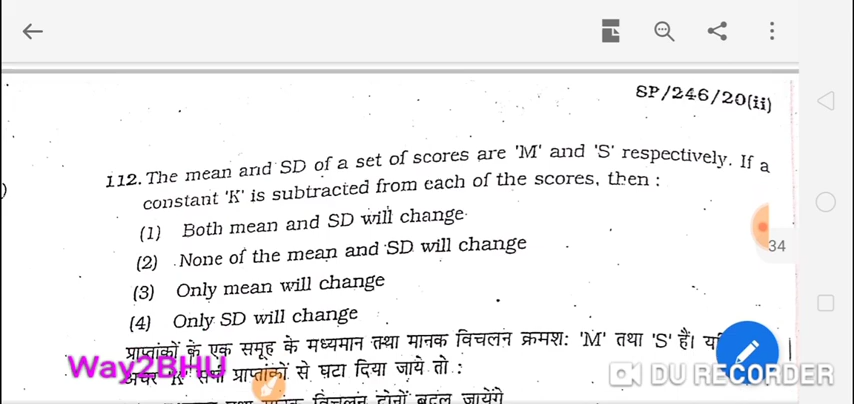 SP/246/20(ii)
112. The mean and SD of a set of scores are 'M' and 'S' respectively. If a
constant 'K' is subtracted from each of the scores, then :
(1) Both mean and SD will change
(2) None of the mean and SD will change
(3) Only mean will change
34
(4) Only SD will change
प्राप्तांकों के एक समूह के मध्यमान तथा मानक विचलन क्रमश: 'M' तथा 'S' हैं।
Way2BHU
अचर 'K' सभी प्राप्तांकों से घटा दिया जाये तो :
DU RECORDER
मानक विचलन दोनों बदल जायेंगे